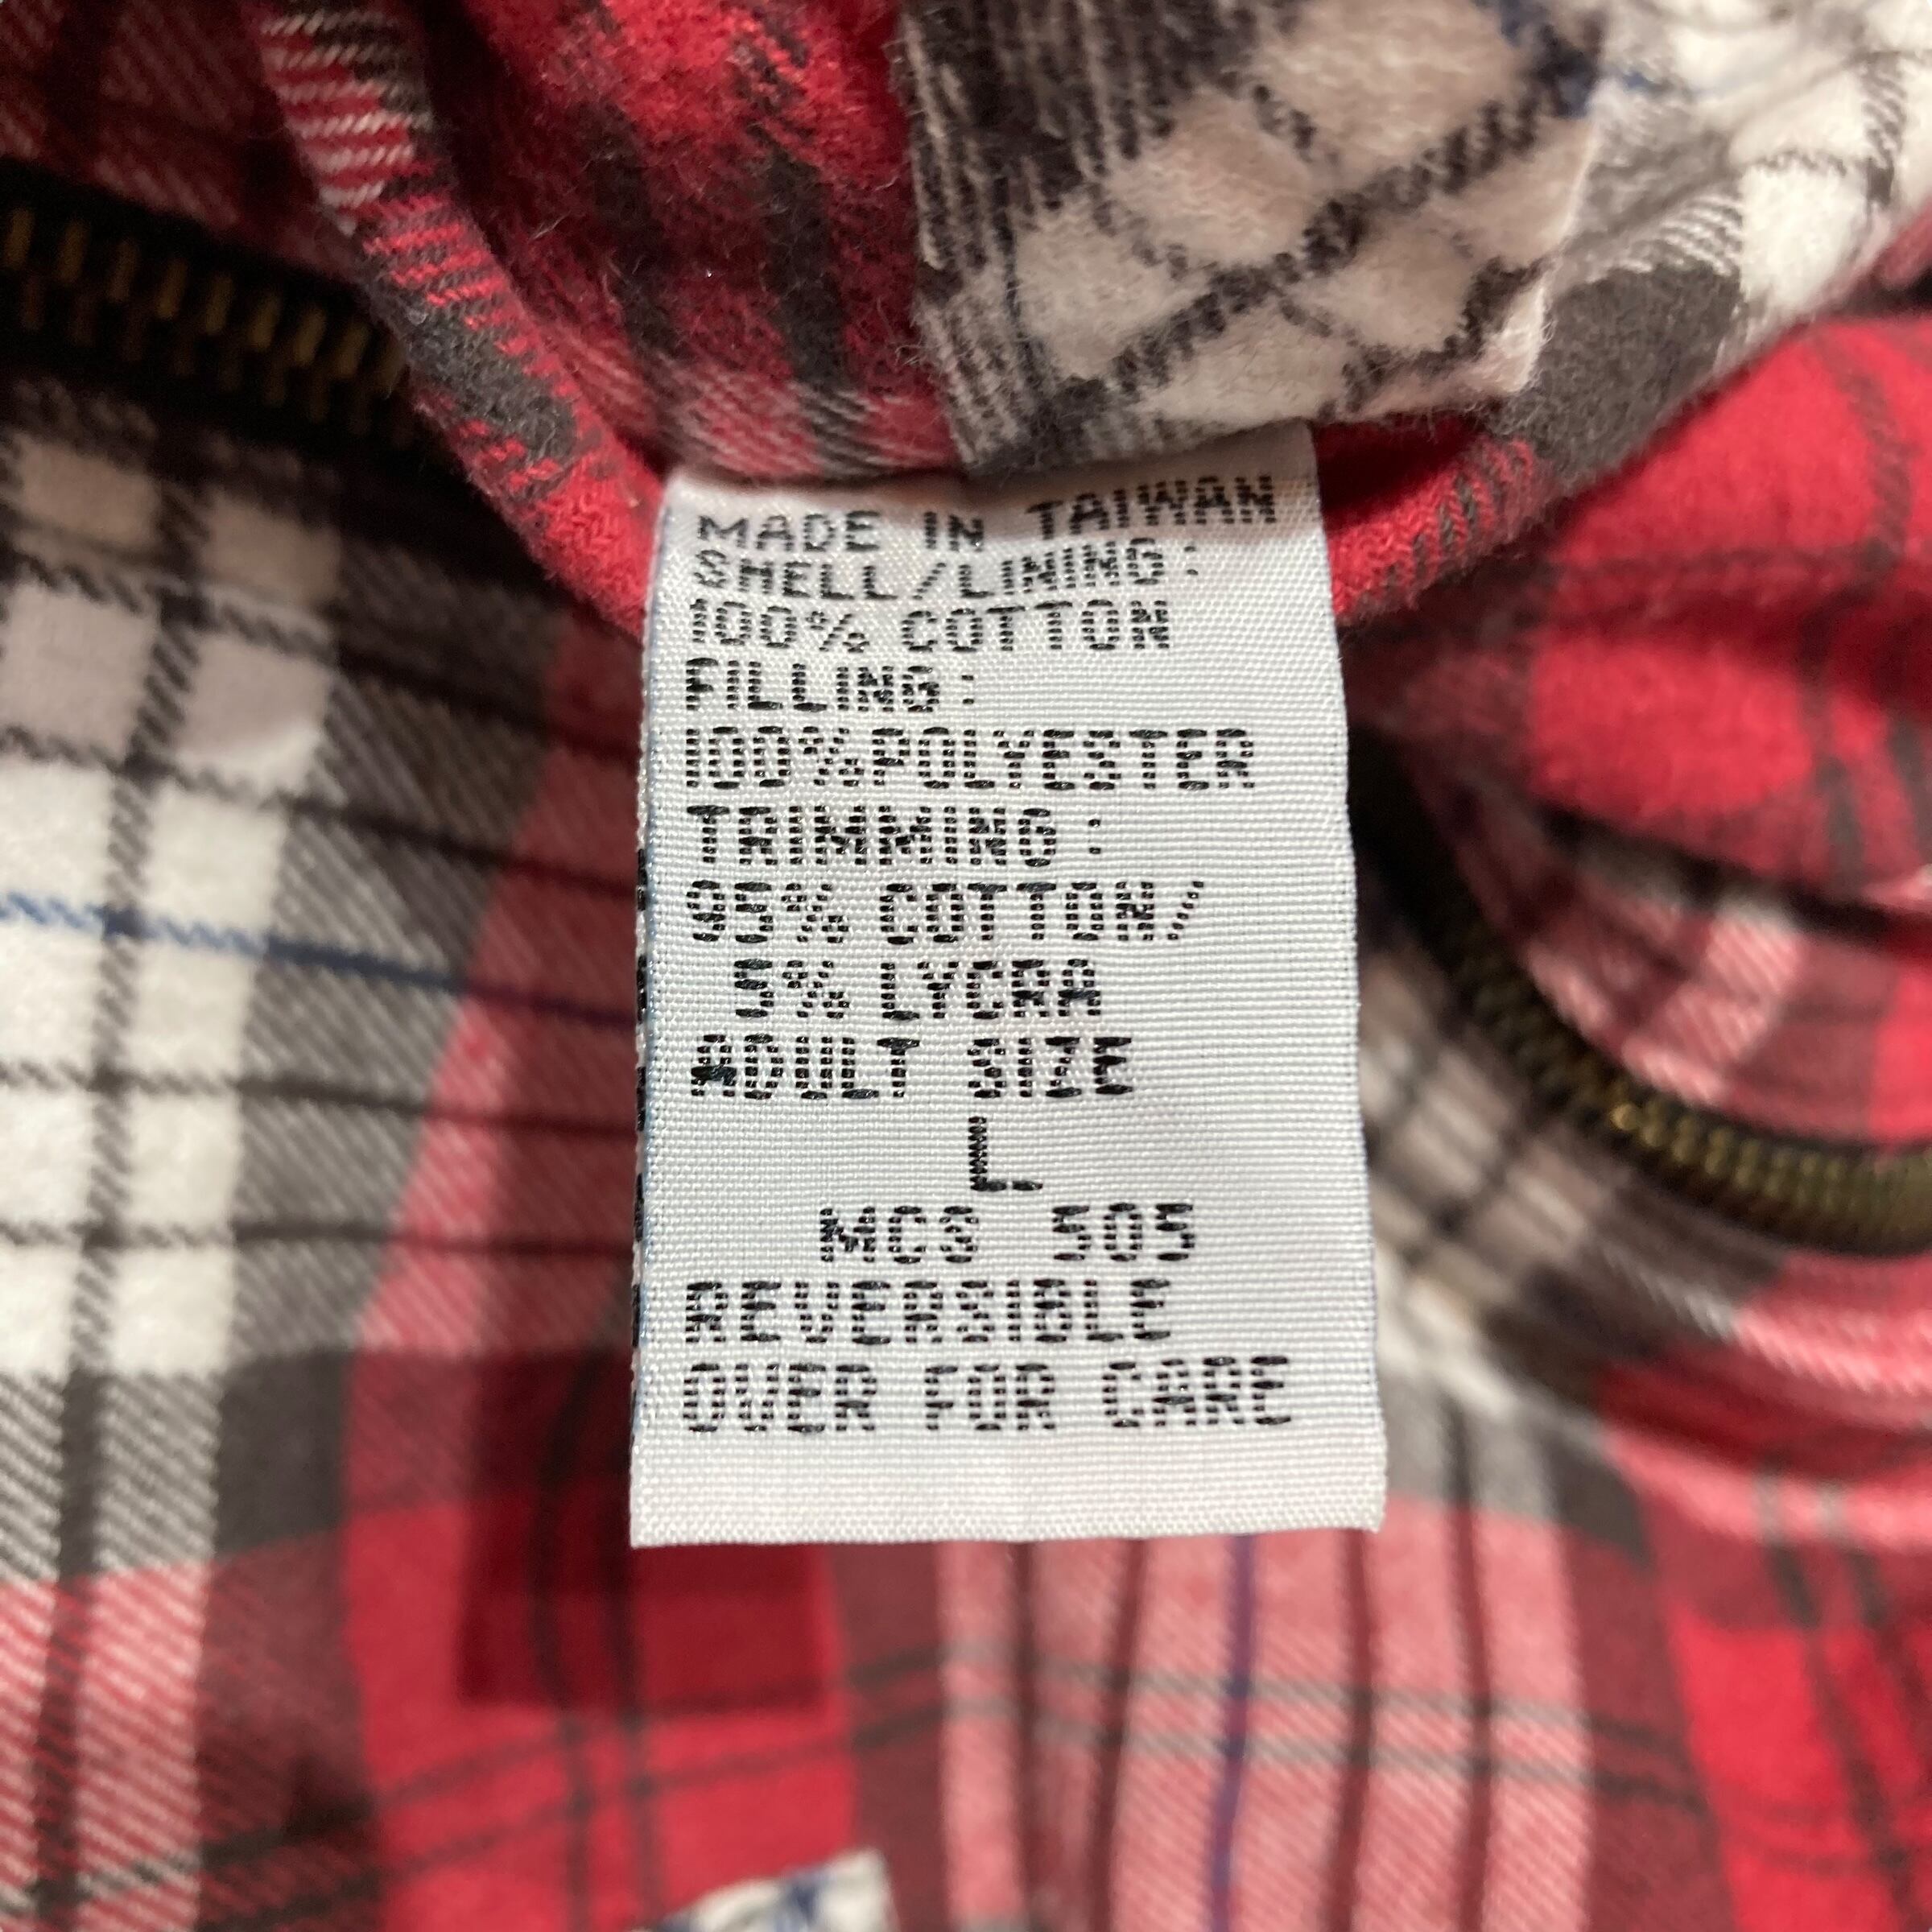 MADE IN TAIWAN
SHELL/LINING:
100% COTTON
FILLING:
100%POLYESTER
TRIMMING:
95% COTTON/
5% LYCRA
ADULT SIZE
L
MCS 505
REVERSIBLE
OVER FOR CARE